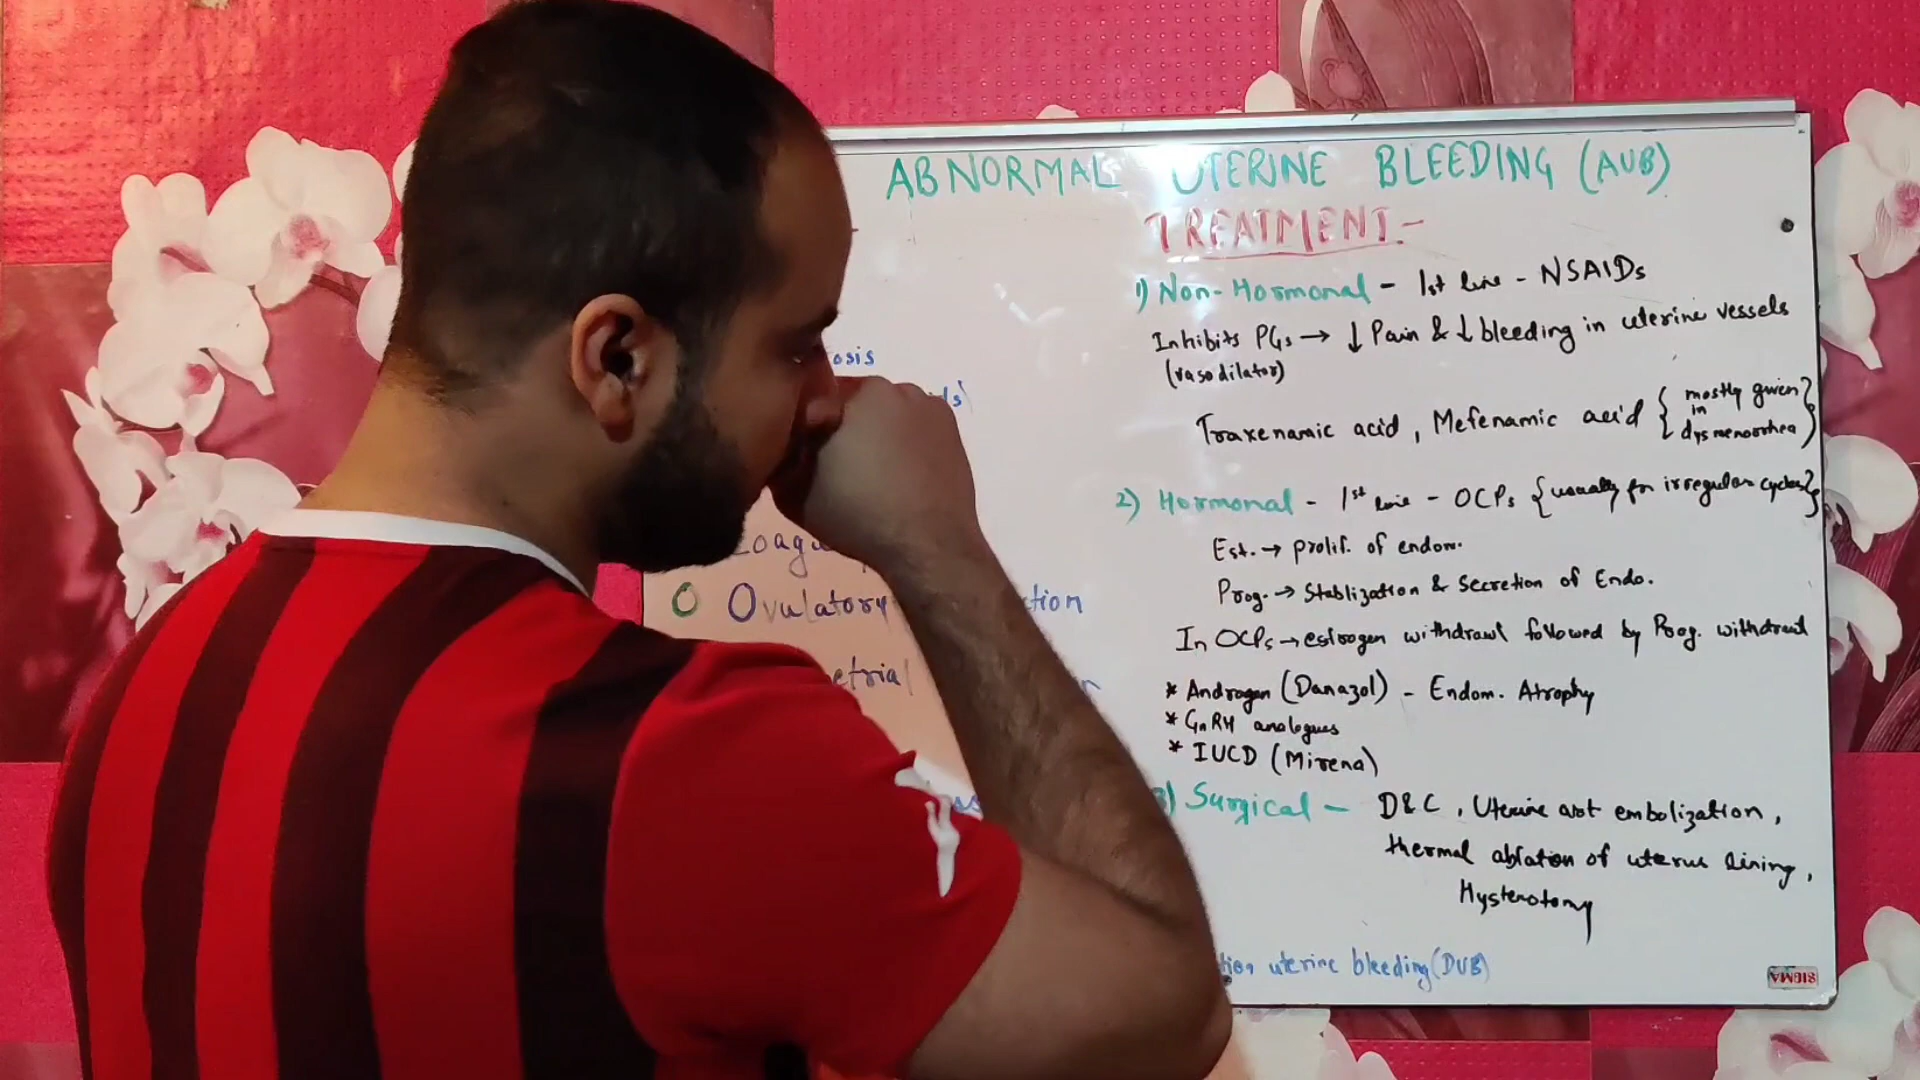 ABNORMAL UTERINE BLEEDING (AUB)
TREATMENT:-
1) Non-Hormonal - 1st line - NSAIDs
Inhibits PGs → ↓ Pain & ↓ bleeding in uterine vessels
(vasodilator)
Traxenamic acid, Mefenamic acid { mostly given in dysmenorrhea }
2) Hormonal - 1st line - OCPs {usually for irregular cycles}
Est. → prolif. of endom.
Prog. → Stablization & Secretion of Endo.
In OCPs → estrogen withdrawl followed by Prog. withdrawl
* Androgen (Danazol) - Endom. Atrophy
* GnRH analogues
* IUCD (Mirena)
3) Surgical - D&C, Uterine art embolization,
thermal ablation of uterus lining,
Hysterotomy
osis
Coagu
O Ovulatory tion
etrial
tion uterine bleeding (DUB)
SIGMA